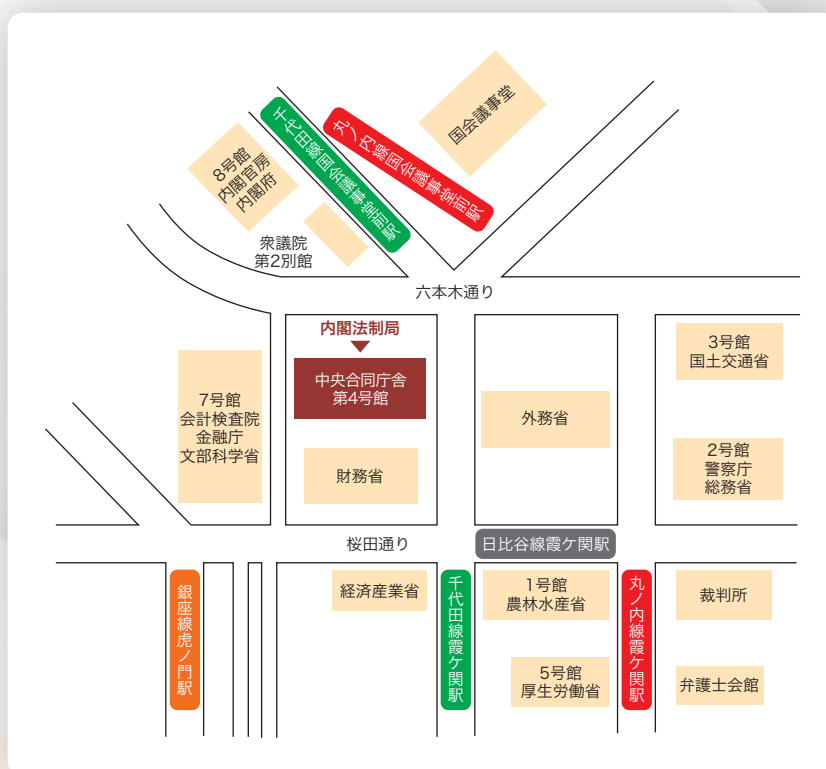 国会議事堂
丸ノ内線国会議事堂前駅
千代田線国会議事堂前駅
8号館
内閣官房
内閣府
衆議院
第2別館
六本木通り
内閣法制局
中央合同庁舎
第4号館
3号館
国土交通省
7号館
会計検査院
金融庁
文部科学省
外務省
財務省
2号館
警察庁
総務省
桜田通り
日比谷線霞ケ関駅
銀座線虎ノ門駅
経済産業省
千代田線霞ケ関駅
1号館
農林水産省
丸ノ内線霞ケ関駅
裁判所
5号館
厚生労働省
弁護士会館